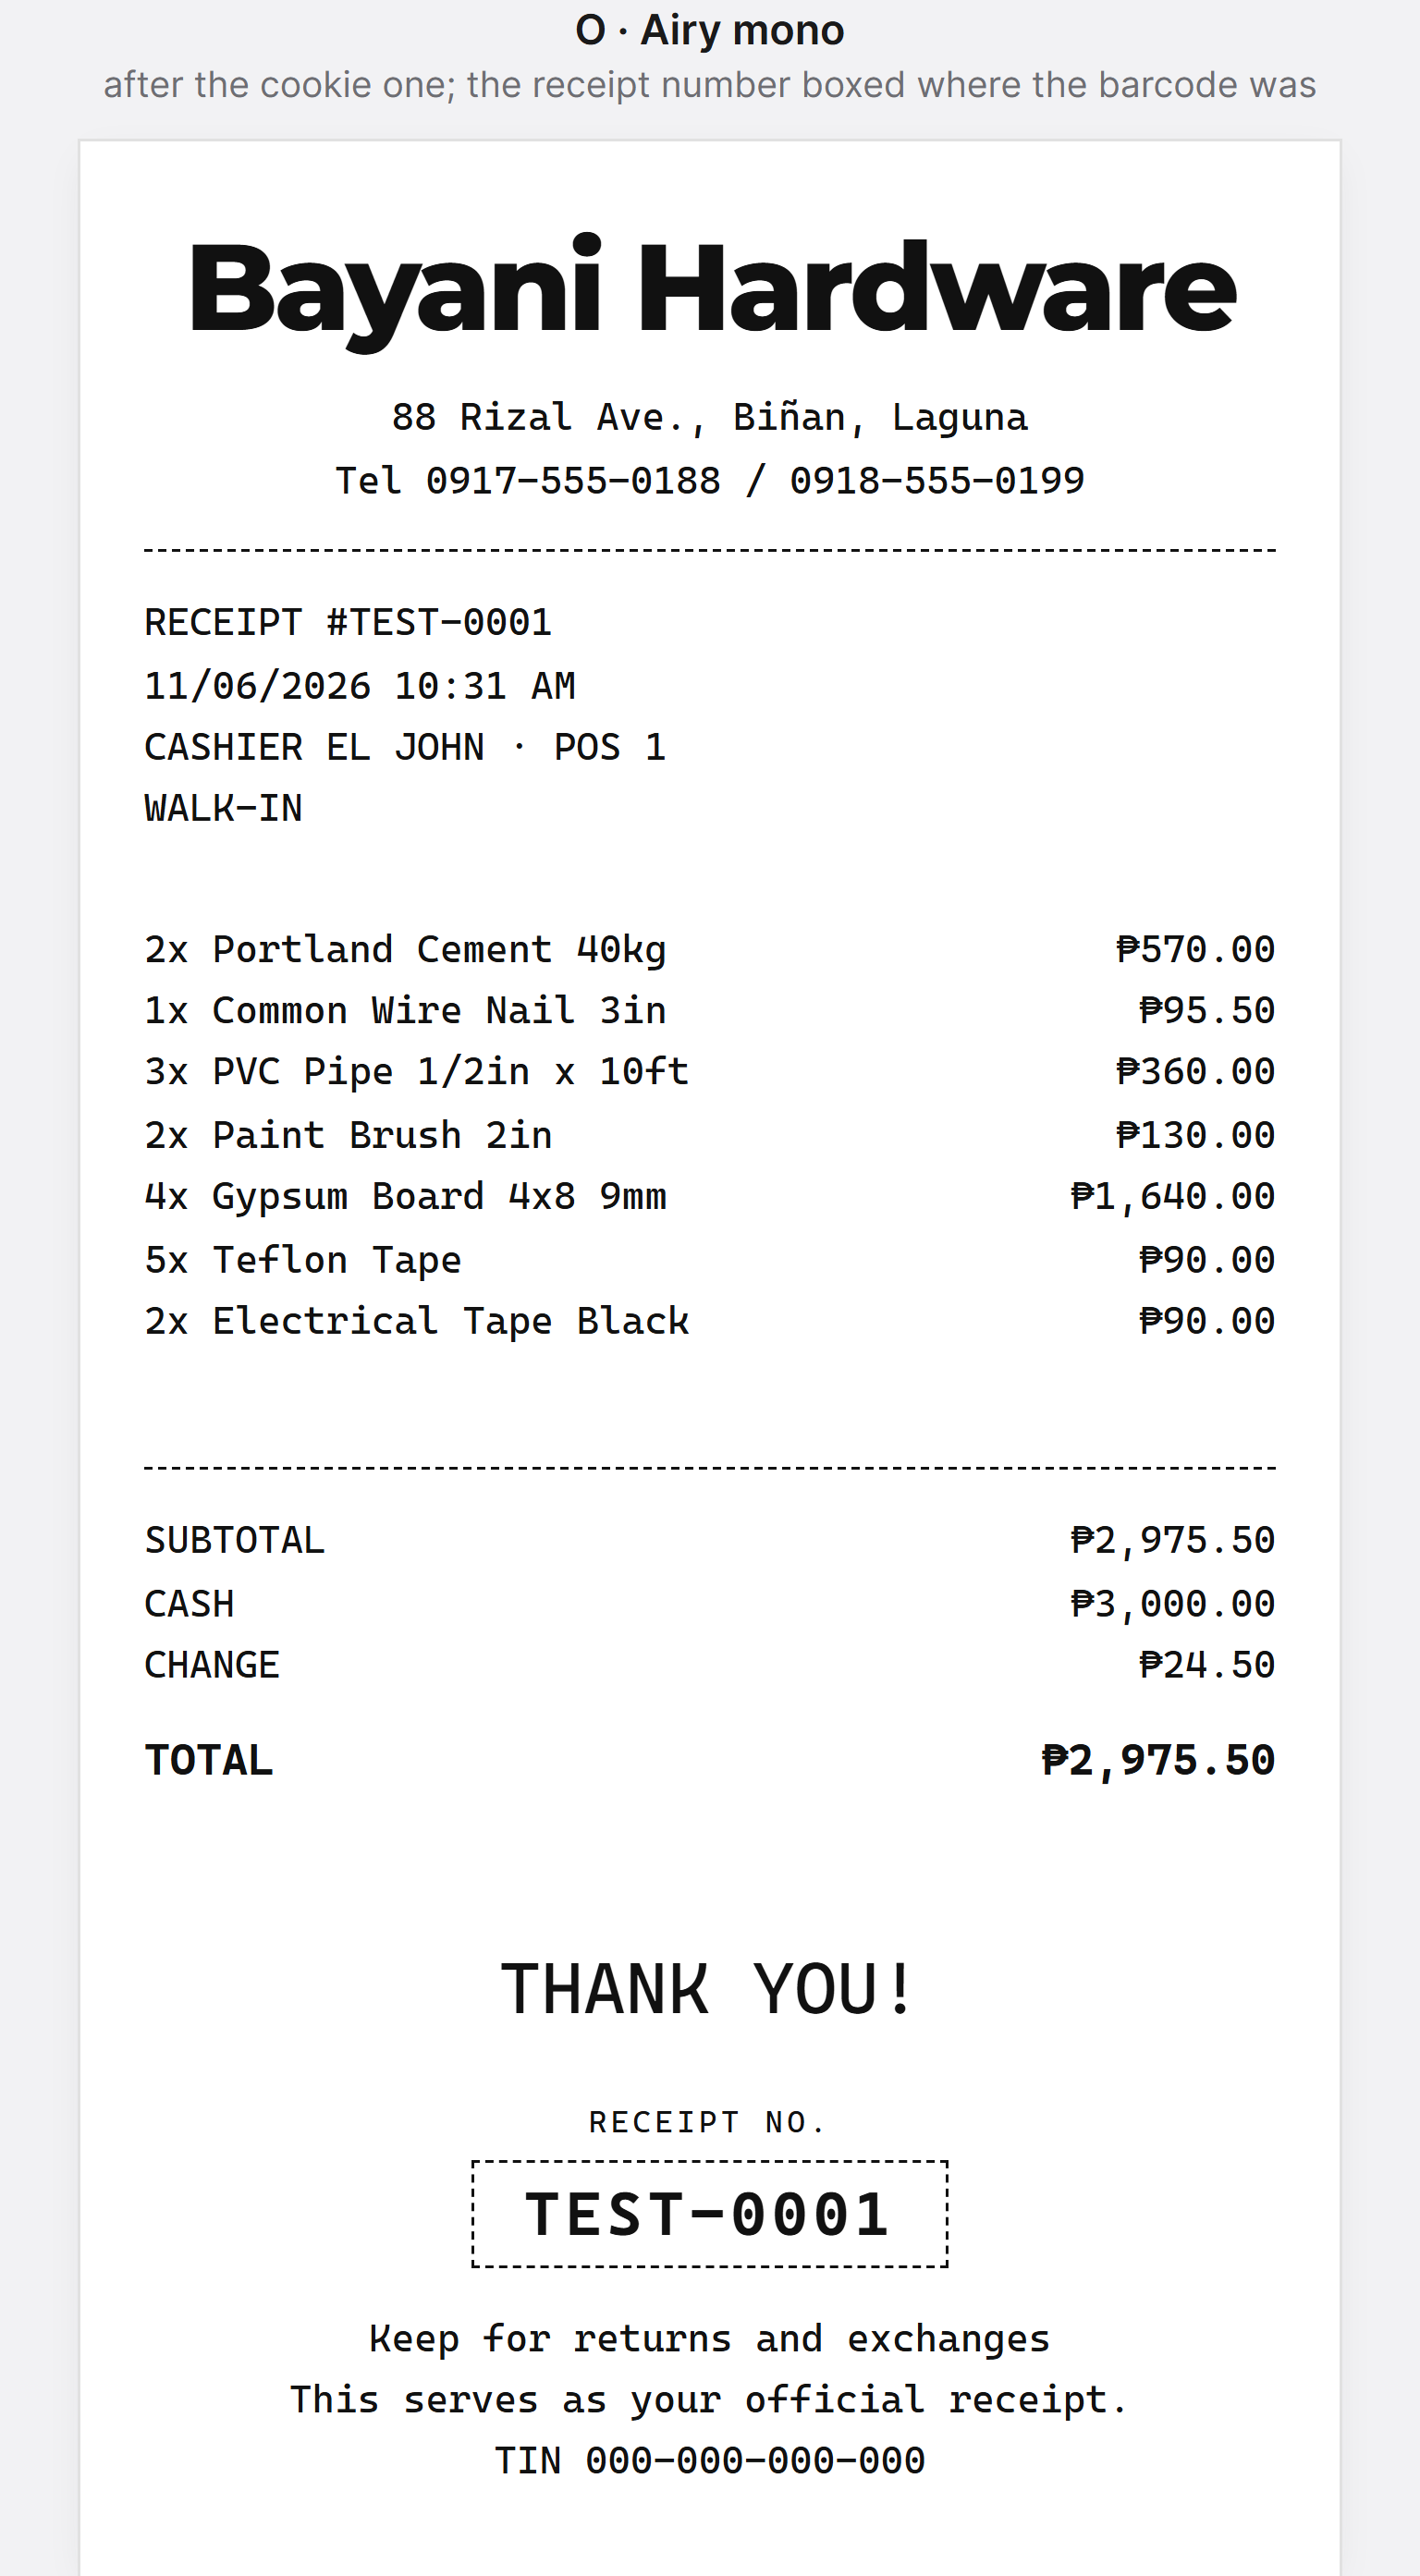 O · Airy mono
after the cookie one; the receipt number boxed where the barcode was
Bayani Hardware
88 Rizal Ave., Biñan, Laguna
Tel 0917-555-0188 / 0918-555-0199
RECEIPT #TEST-0001
11/06/2026 10:31 AM
CASHIER EL JOHN · POS 1
WALK-IN
2x Portland Cement 40kg ₱570.00
1x Common Wire Nail 3in ₱95.50
3x PVC Pipe 1/2in x 10ft ₱360.00
2x Paint Brush 2in ₱130.00
4x Gypsum Board 4x8 9mm ₱1,640.00
5x Teflon Tape ₱90.00
2x Electrical Tape Black ₱90.00
SUBTOTAL ₱2,975.50
CASH ₱3,000.00
CHANGE ₱24.50
TOTAL ₱2,975.50
THANK YOU!
RECEIPT NO.
TEST-0001
Keep for returns and exchanges
This serves as your official receipt.
TIN 000-000-000-000